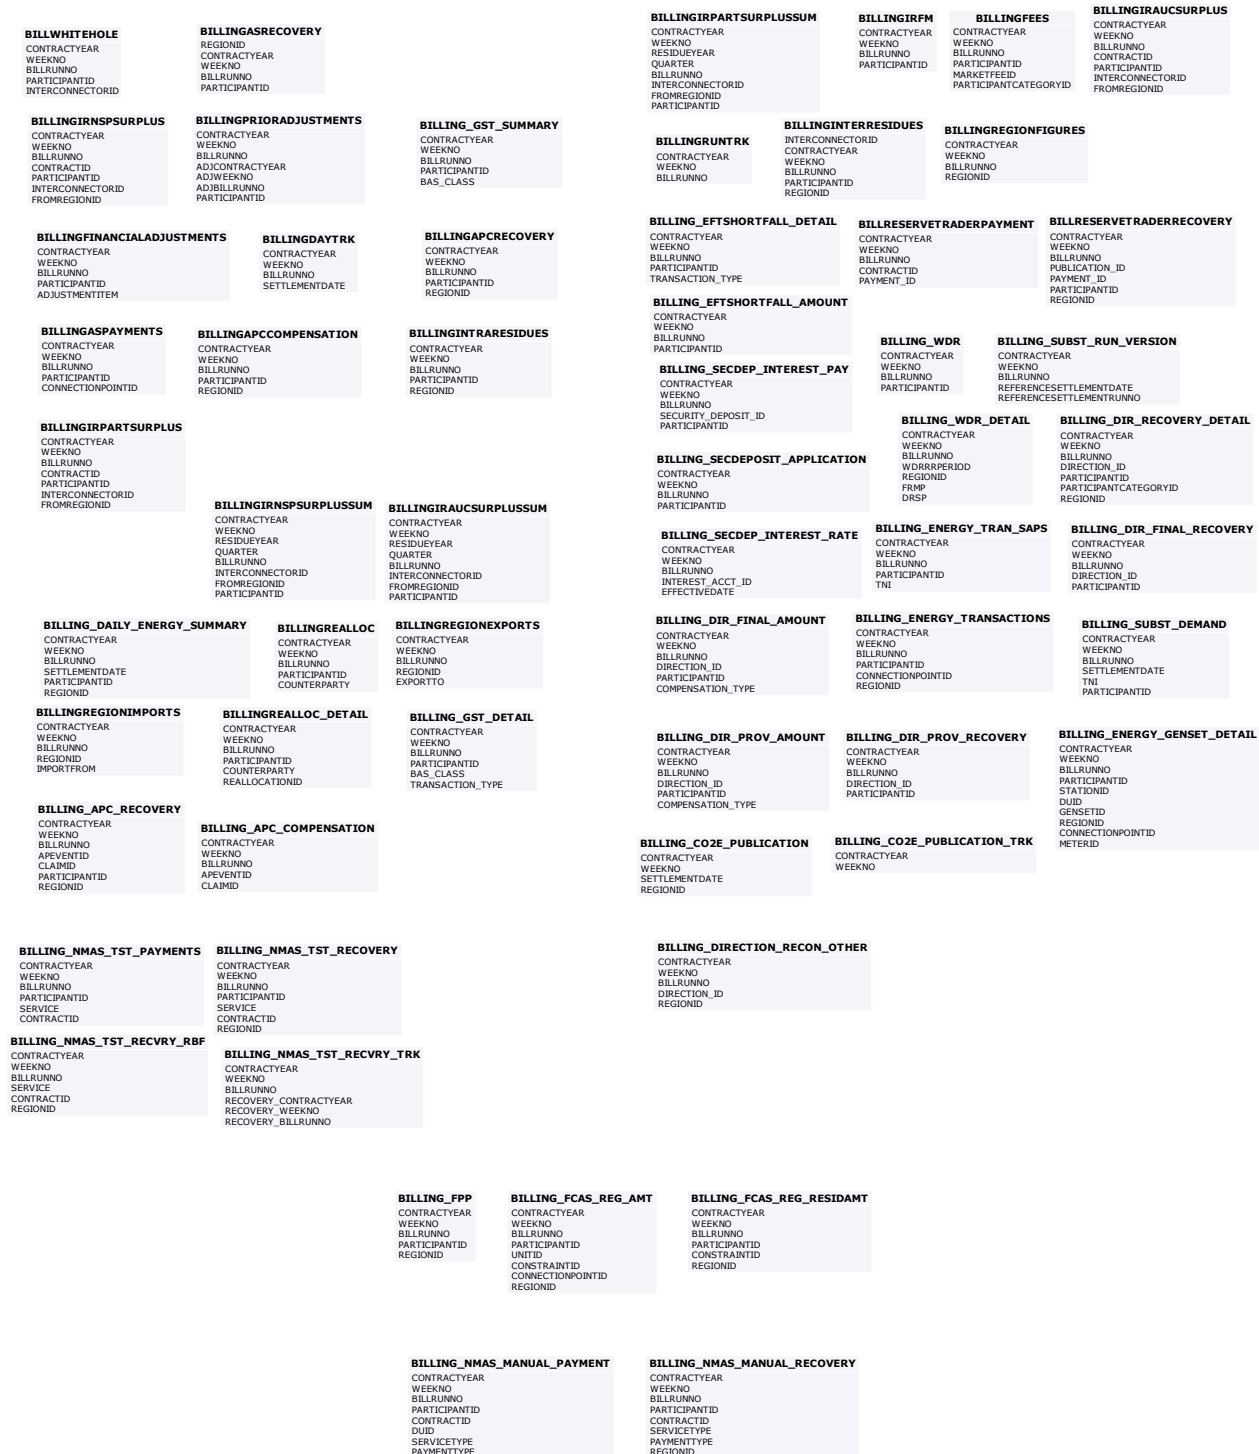 BILLWHITEHOLE
CONTRACTYEAR
WEEKNO
BILLRUNNO
PARTICIPANTID
INTERCONNECTORID
BILLINGASRECOVERY
REGIONID
CONTRACTYEAR
WEEKNO
BILLRUNNO
PARTICIPANTID
BILLINGIRPARTSURPLUSSUM
CONTRACTYEAR
WEEKNO
RESIDUEYEAR
QUARTER
BILLRUNNO
INTERCONNECTORID
FROMREGIONID
PARTICIPANTID
BILLINGIRFM
CONTRACTYEAR
WEEKNO
BILLRUNNO
PARTICIPANTID
BILLINGFEES
CONTRACTYEAR
WEEKNO
BILLRUNNO
PARTICIPANTID
MARKETFEEID
PARTICIPANTCATEGORYID
BILLINGIRAUCSURPLUS
CONTRACTYEAR
WEEKNO
BILLRUNNO
CONTRACTID
PARTICIPANTID
INTERCONNECTORID
FROMREGIONID
BILLINGIRNSPSURPLUS
CONTRACTYEAR
WEEKNO
BILLRUNNO
CONTRACTID
PARTICIPANTID
INTERCONNECTORID
FROMREGIONID
BILLINGPRIORADJUSTMENTS
CONTRACTYEAR
WEEKNO
BILLRUNNO
ADJCONTRACTYEAR
ADJWEEKNO
ADJBILLRUNNO
PARTICIPANTID
BILLING_GST_SUMMARY
CONTRACTYEAR
WEEKNO
BILLRUNNO
PARTICIPANTID
BAS_CLASS
BILLINGRUNTRK
CONTRACTYEAR
WEEKNO
BILLRUNNO
BILLINGINTERRESIDUES
INTERCONNECTORID
CONTRACTYEAR
WEEKNO
BILLRUNNO
PARTICIPANTID
REGIONID
BILLINGREGIONFIGURES
CONTRACTYEAR
WEEKNO
BILLRUNNO
REGIONID
BILLINGFINANCIALADJUSTMENTS
CONTRACTYEAR
WEEKNO
BILLRUNNO
PARTICIPANTID
ADJUSTMENTITEM
BILLINGDAYTRK
CONTRACTYEAR
WEEKNO
BILLRUNNO
SETTLEMENTDATE
BILLINGAPCRECOVERY
CONTRACTYEAR
WEEKNO
BILLRUNNO
PARTICIPANTID
REGIONID
BILLING_EFTSHORTFALL_DETAIL
CONTRACTYEAR
WEEKNO
BILLRUNNO
PARTICIPANTID
TRANSACTION_TYPE
BILLRESERVETRADERPAYMENT
CONTRACTYEAR
WEEKNO
BILLRUNNO
CONTRACTID
PAYMENT_ID
BILLRESERVETRADERRECOVERY
CONTRACTYEAR
WEEKNO
BILLRUNNO
PUBLICATION_ID
PAYMENT_ID
PARTICIPANTID
REGIONID
BILLING_EFTSHORTFALL_AMOUNT
CONTRACTYEAR
WEEKNO
BILLRUNNO
PARTICIPANTID
BILLINGASPAYMENTS
CONTRACTYEAR
WEEKNO
BILLRUNNO
PARTICIPANTID
CONNECTIONPOINTID
BILLINGAPCCOMPENSATION
CONTRACTYEAR
WEEKNO
BILLRUNNO
PARTICIPANTID
REGIONID
BILLINGINTRARESIDUES
CONTRACTYEAR
WEEKNO
BILLRUNNO
PARTICIPANTID
REGIONID
BILLING_WDR
CONTRACTYEAR
WEEKNO
BILLRUNNO
PARTICIPANTID
BILLING_SUBST_RUN_VERSION
CONTRACTYEAR
WEEKNO
BILLRUNNO
REFERENCESETTLEMENTDATE
REFERENCESETTLEMENTRUNNO
BILLING_SECDEP_INTEREST_PAY
CONTRACTYEAR
WEEKNO
BILLRUNNO
SECURITY_DEPOSIT_ID
PARTICIPANTID
BILLINGIRPARTSURPLUS
CONTRACTYEAR
WEEKNO
BILLRUNNO
CONTRACTID
PARTICIPANTID
INTERCONNECTORID
FROMREGIONID
BILLING_SECDEPOSIT_APPLICATION
CONTRACTYEAR
WEEKNO
BILLRUNNO
PARTICIPANTID
BILLING_WDR_DETAIL
CONTRACTYEAR
WEEKNO
BILLRUNNO
WDRRRPERIOD
REGIONID
FRMP
DRSP
BILLING_DIR_RECOVERY_DETAIL
CONTRACTYEAR
WEEKNO
BILLRUNNO
DIRECTION_ID
PARTICIPANTID
PARTICIPANTCATEGORYID
REGIONID
BILLINGIRNSPSURPLUSSUM
CONTRACTYEAR
WEEKNO
RESIDUEYEAR
QUARTER
BILLRUNNO
INTERCONNECTORID
FROMREGIONID
PARTICIPANTID
BILLINGIRAUCSURPLUSSUM
CONTRACTYEAR
WEEKNO
RESIDUEYEAR
QUARTER
BILLRUNNO
INTERCONNECTORID
FROMREGIONID
PARTICIPANTID
BILLING_SECDEP_INTEREST_RATE
CONTRACTYEAR
WEEKNO
BILLRUNNO
INTEREST_ACCT_ID
EFFECTIVEDATE
BILLING_ENERGY_TRAN_SAPS
CONTRACTYEAR
WEEKNO
BILLRUNNO
PARTICIPANTID
TNI
BILLING_DIR_FINAL_RECOVERY
CONTRACTYEAR
WEEKNO
BILLRUNNO
DIRECTION_ID
PARTICIPANTID
BILLING_DAILY_ENERGY_SUMMARY
CONTRACTYEAR
WEEKNO
BILLRUNNO
SETTLEMENTDATE
PARTICIPANTID
REGIONID
BILLINGREALLOC
CONTRACTYEAR
WEEKNO
BILLRUNNO
PARTICIPANTID
COUNTERPARTY
BILLINGREGIONEXPORTS
CONTRACTYEAR
WEEKNO
BILLRUNNO
REGIONID
EXPORTTO
BILLING_DIR_FINAL_AMOUNT
CONTRACTYEAR
WEEKNO
BILLRUNNO
DIRECTION_ID
PARTICIPANTID
COMPENSATION_TYPE
BILLING_ENERGY_TRANSACTIONS
CONTRACTYEAR
WEEKNO
BILLRUNNO
PARTICIPANTID
CONNECTIONPOINTID
REGIONID
BILLING_SUBST_DEMAND
CONTRACTYEAR
WEEKNO
BILLRUNNO
SETTLEMENTDATE
TNI
PARTICIPANTID
BILLINGREGIONIMPORTS
CONTRACTYEAR
WEEKNO
BILLRUNNO
REGIONID
IMPORTFROM
BILLINGREALLOC_DETAIL
CONTRACTYEAR
WEEKNO
BILLRUNNO
PARTICIPANTID
COUNTERPARTY
REALLOCATIONID
BILLING_GST_DETAIL
CONTRACTYEAR
WEEKNO
BILLRUNNO
PARTICIPANTID
BAS_CLASS
TRANSACTION_TYPE
BILLING_DIR_PROV_AMOUNT
CONTRACTYEAR
WEEKNO
BILLRUNNO
DIRECTION_ID
PARTICIPANTID
COMPENSATION_TYPE
BILLING_DIR_PROV_RECOVERY
CONTRACTYEAR
WEEKNO
BILLRUNNO
DIRECTION_ID
PARTICIPANTID
BILLING_ENERGY_GENSET_DETAIL
CONTRACTYEAR
WEEKNO
BILLRUNNO
PARTICIPANTID
STATIONID
DUID
GENSETID
REGIONID
CONNECTIONPOINTID
METERID
BILLING_APC_RECOVERY
CONTRACTYEAR
WEEKNO
BILLRUNNO
APEVENTID
CLAIMID
PARTICIPANTID
REGIONID
BILLING_APC_COMPENSATION
CONTRACTYEAR
WEEKNO
BILLRUNNO
APEVENTID
CLAIMID
BILLING_CO2E_PUBLICATION
CONTRACTYEAR
WEEKNO
SETTLEMENTDATE
REGIONID
BILLING_CO2E_PUBLICATION_TRK
CONTRACTYEAR
WEEKNO
BILLING_NMAS_TST_PAYMENTS
CONTRACTYEAR
WEEKNO
BILLRUNNO
PARTICIPANTID
SERVICE
CONTRACTID
BILLING_NMAS_TST_RECOVERY
CONTRACTYEAR
WEEKNO
BILLRUNNO
PARTICIPANTID
SERVICE
CONTRACTID
REGIONID
BILLING_DIRECTION_RECON_OTHER
CONTRACTYEAR
WEEKNO
BILLRUNNO
DIRECTION_ID
REGIONID
BILLING_NMAS_TST_RECVRY_RBF
CONTRACTYEAR
WEEKNO
BILLRUNNO
SERVICE
CONTRACTID
REGIONID
BILLING_NMAS_TST_RECVRY_TRK
CONTRACTYEAR
WEEKNO
BILLRUNNO
RECOVERY_CONTRACTYEAR
RECOVERY_WEEKNO
RECOVERY_BILLRUNNO
BILLING_FPP
CONTRACTYEAR
WEEKNO
BILLRUNNO
PARTICIPANTID
REGIONID
BILLING_FCAS_REG_AMT
CONTRACTYEAR
WEEKNO
BILLRUNNO
PARTICIPANTID
UNITID
CONSTRAINTID
CONNECTIONPOINTID
REGIONID
BILLING_FCAS_REG_RESIDAMT
CONTRACTYEAR
WEEKNO
BILLRUNNO
PARTICIPANTID
CONSTRAINTID
REGIONID
BILLING_NMAS_MANUAL_PAYMENT
CONTRACTYEAR
WEEKNO
BILLRUNNO
PARTICIPANTID
CONTRACTID
DUID
SERVICETYPE
PAYMENTTYPE
BILLING_NMAS_MANUAL_RECOVERY
CONTRACTYEAR
WEEKNO
BILLRUNNO
PARTICIPANTID
CONTRACTID
SERVICETYPE
PAYMENTTYPE
REGIONID